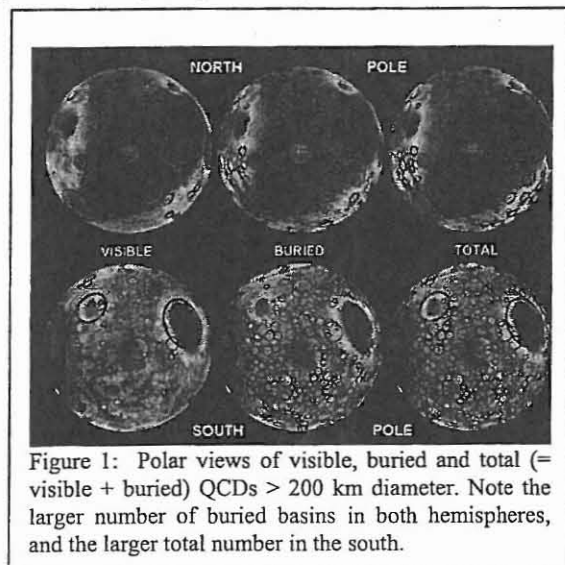 NORTH POLE
VISIBLE BURIED TOTAL
SOUTH POLE
Figure 1: Polar views of visible, buried and total (=
visible + buried) QCDs > 200 km diameter. Note the
larger number of buried basins in both hemispheres,
and the larger total number in the south.